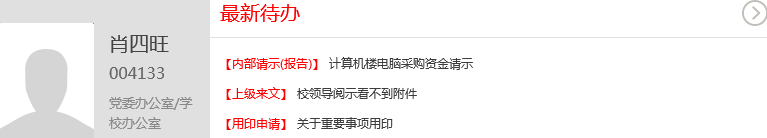 肖四旺
004133
党委办公室/学
校办公室
最新待办
【内部请示(报告)】 计算机楼电脑采购资金请示
【上级来文】 校领导阅示看不到附件
【用印申请】 关于重要事项用印